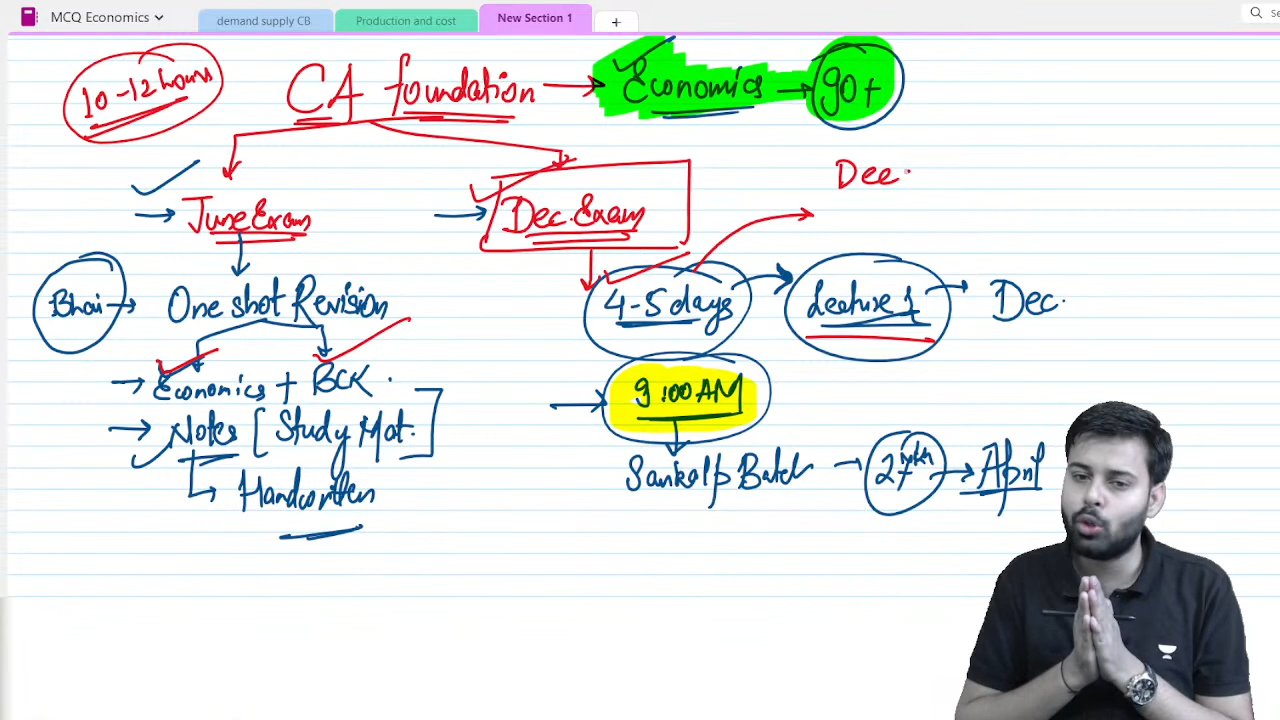 MCQ Economics
demand supply CB
Production and cost
New Section 1
+
10-12 hours
CA foundation → Economics → 90+
Dee.
→ June Exam
→ Dec. Exam
Bhai → One shot Revision
4-5 days → Lecture 1 → Dec.
→ Economics + BCK.
→ 9:00 AM
→ Notes [Study Mat.]
Sankalp Batch → 27th → April
→ Handwritten